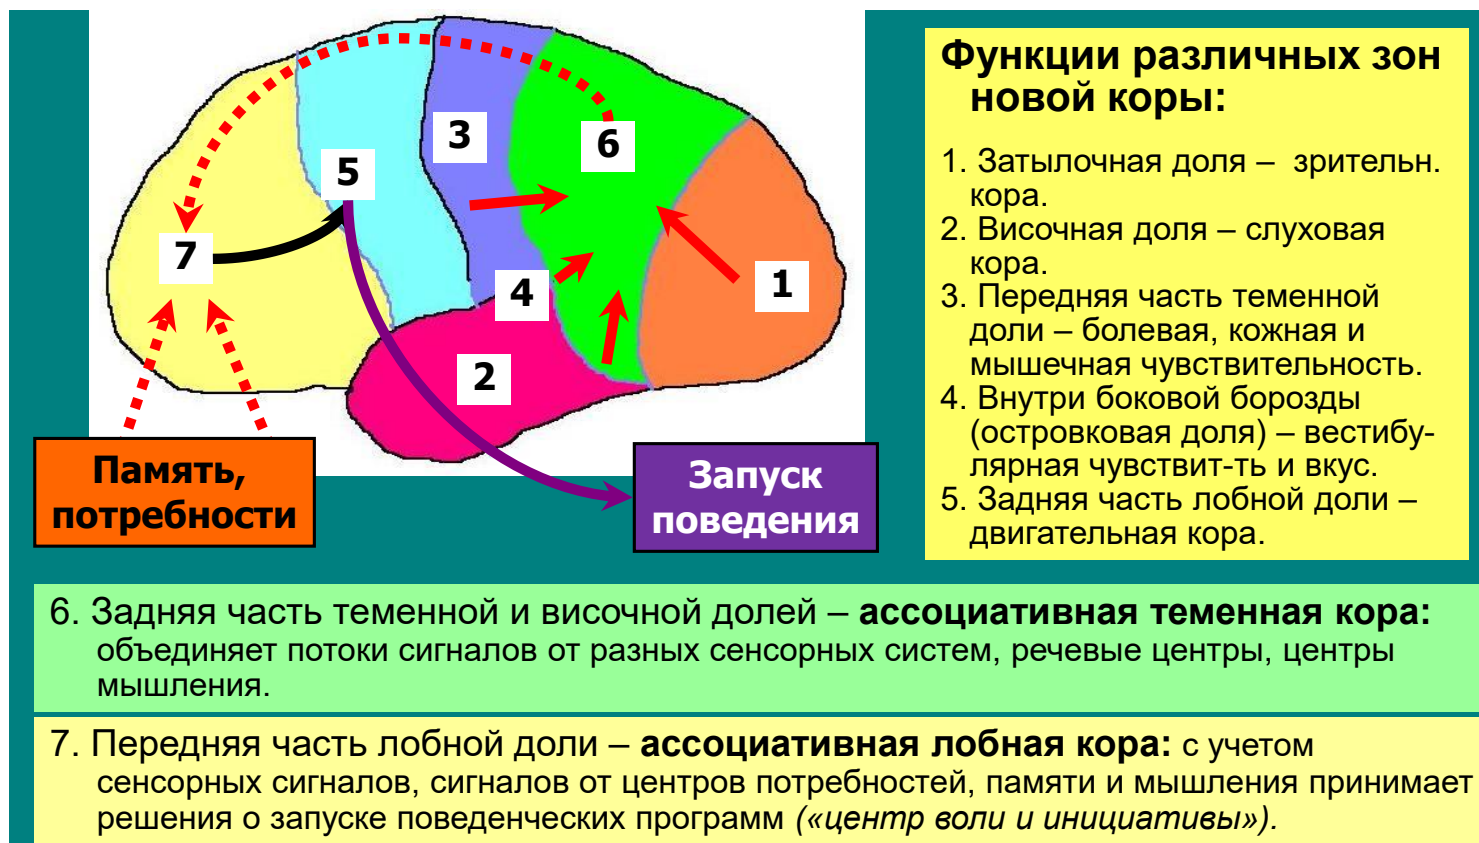 3
6
5
7
4
1
2
Память,
потребности
Запуск
поведения
Функции различных зон
новой коры:
1. Затылочная доля – зрительн.
кора.
2. Височная доля – слуховая
кора.
3. Передняя часть теменной
доли – болевая, кожная и
мышечная чувствительность.
4. Внутри боковой борозды
(островковая доля) – вестибу-
лярная чувствит-ть и вкус.
5. Задняя часть лобной доли –
двигательная кора.
6. Задняя часть теменной и височной долей – ассоциативная теменная кора:
объединяет потоки сигналов от разных сенсорных систем, речевые центры, центры
мышления.
7. Передняя часть лобной доли – ассоциативная лобная кора: с учетом
сенсорных сигналов, сигналов от центров потребностей, памяти и мышления принимает
решения о запуске поведенческих программ («центр воли и инициативы»).